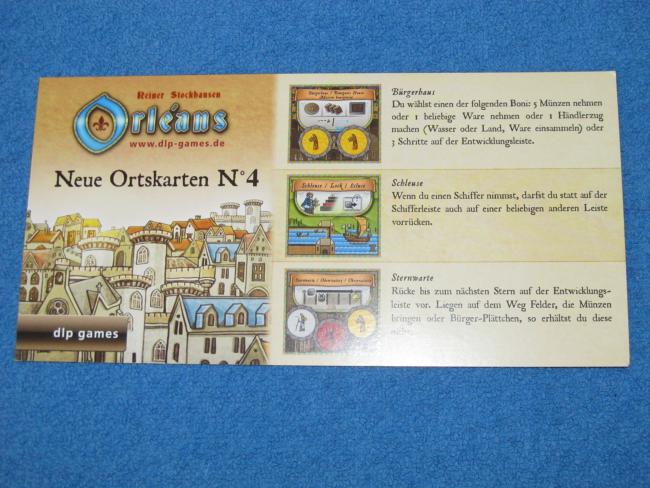 Reiner Stockhausen
Orléans
www.dlp-games.de
Neue Ortskarten N°4
dlp games
Bürgerhaus
Du wählst einen der folgenden Boni: 5 Münzen nehmen
oder 1 beliebige Ware nehmen oder 1 Händlerzug
machen (Wasser oder Land, Ware einsammeln) oder
3 Schritte auf der Entwicklungsleiste.
Schleuse / Lock / Écluse
Schleuse
Wenn du einen Schiffer nimmst, darfst du statt auf der
Schifferleiste auch auf einer beliebigen anderen Leiste
vorrücken.
Sternwarte
Rücke bis zum nächsten Stern auf der Entwicklungs-
leiste vor. Liegen auf dem Weg Felder, die Münzen
bringen oder Bürger-Plättchen, so erhältst du diese
nicht.